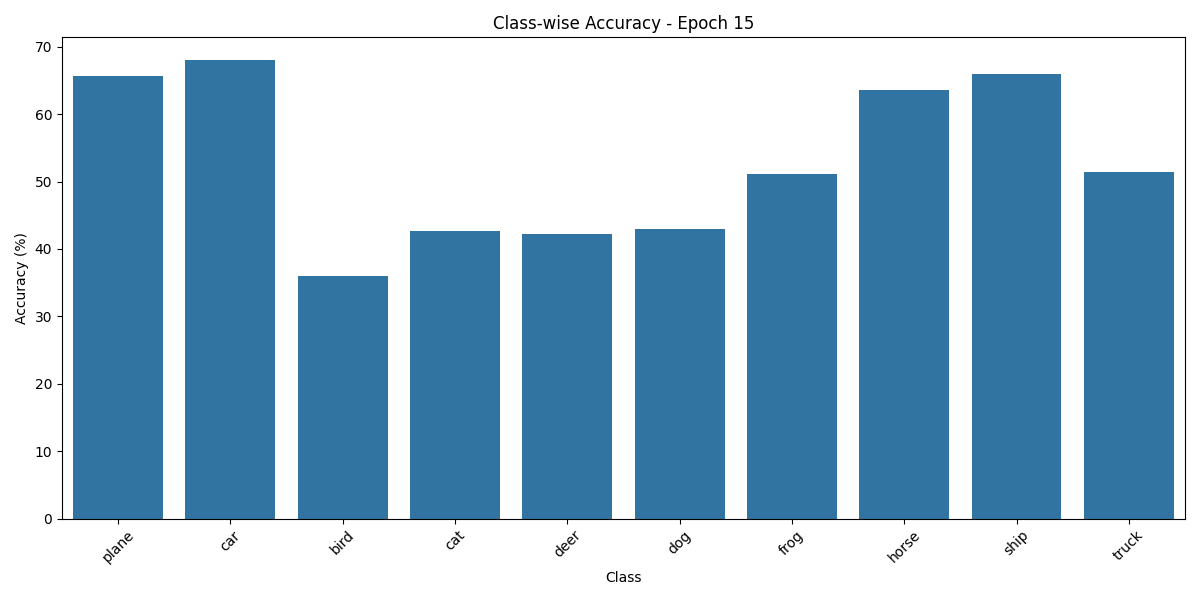 Class-wise Accuracy - Epoch 15
70
60
50
40
30
20
10
0
Accuracy (%)
plane
car
bird
cat
deer
dog
frog
horse
ship
truck
Class